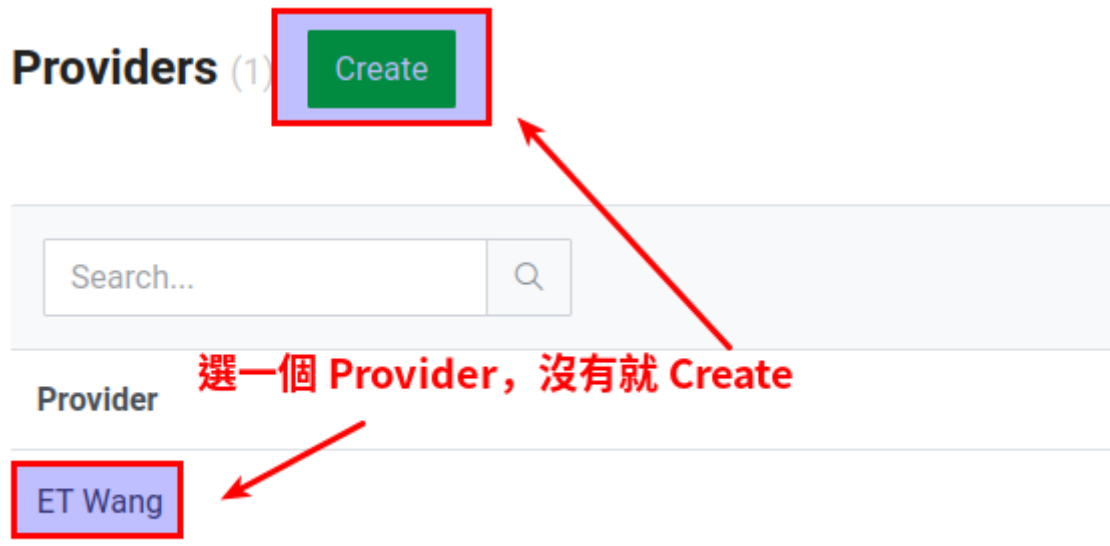 Providers (1) Create
Search...
選一個 Provider，沒有就 Create
Provider
ET Wang